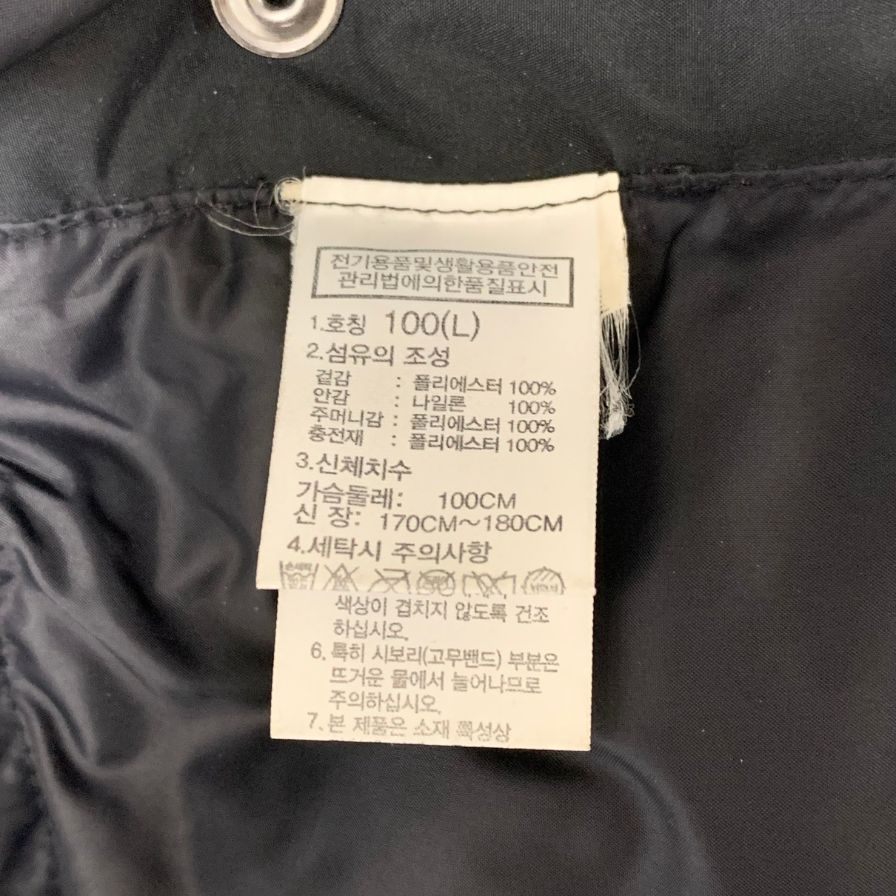 전기용품및생활용품안전
관리법에의한품질표시
1.호칭 100(L)
2.섬유의 조성
겉감 : 폴리에스터 100%
안감 : 나일론 100%
주머니감 : 폴리에스터 100%
충전재 : 폴리에스터 100%
3.신체치수
가슴둘레: 100CM
신 장: 170CM~180CM
4.세탁시 주의사항
손세탁
색상이 겹치지 않도록 건조
하십시오.
6. 특히 시보리(고무밴드) 부분은
뜨거운 물에서 늘어나므로
주의하십시오.
7. 본 제품은 소재 특성상